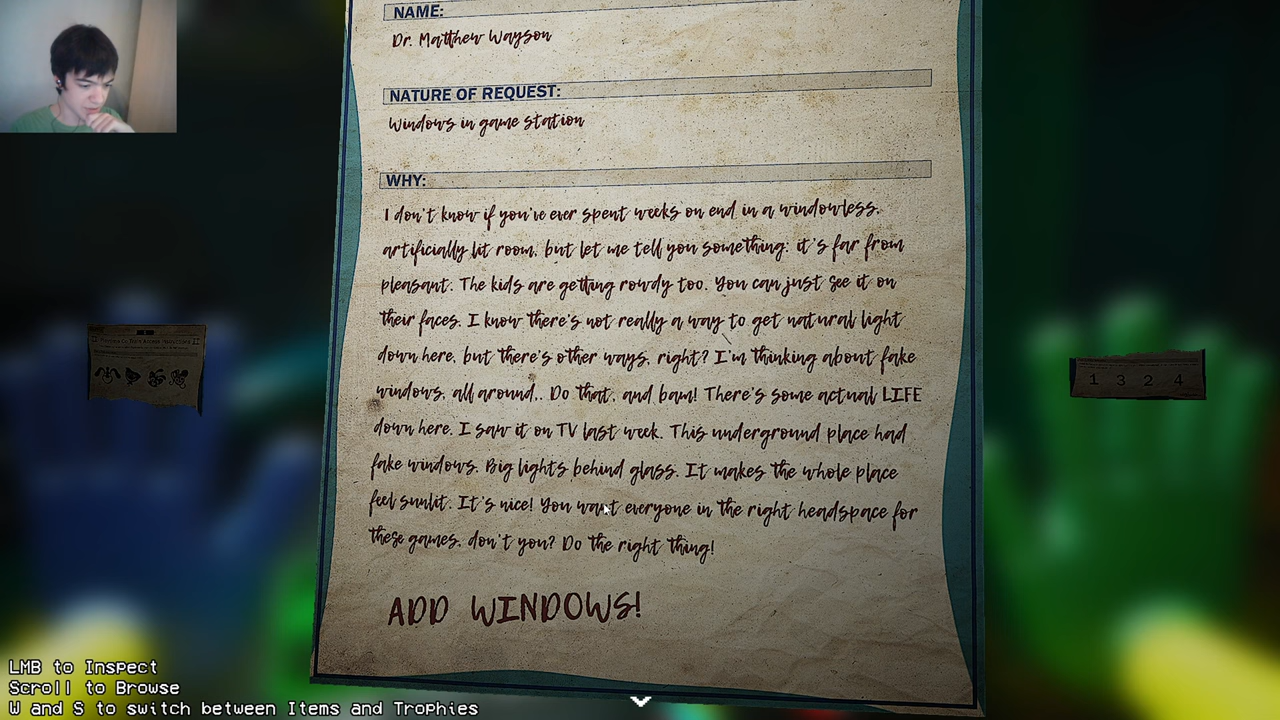 NAME:
Dr. Matthew Wayson
NATURE OF REQUEST:
Windows in game station
WHY:
I don't know if you've ever spent weeks on end in a windowless,
artificially lit room, but let me tell you something: it's far from
pleasant. The kids are getting rowdy too. You can just see it on
their faces. I know there's not really a way to get natural light
down here, but there's other ways, right? I'm thinking about fake
windows, all around.. Do that, and bam! There's some actual LIFE
down here. I saw it on TV last week. This underground place had
fake windows. Big lights behind glass. It makes the whole place
feel sunlit. It's nice! You want everyone in the right headspace for
these games, don't you? Do the right thing!
ADD WINDOWS!
1 3 2 4
LMB to Inspect
Scroll to Browse
W and S to switch between Items and Trophies